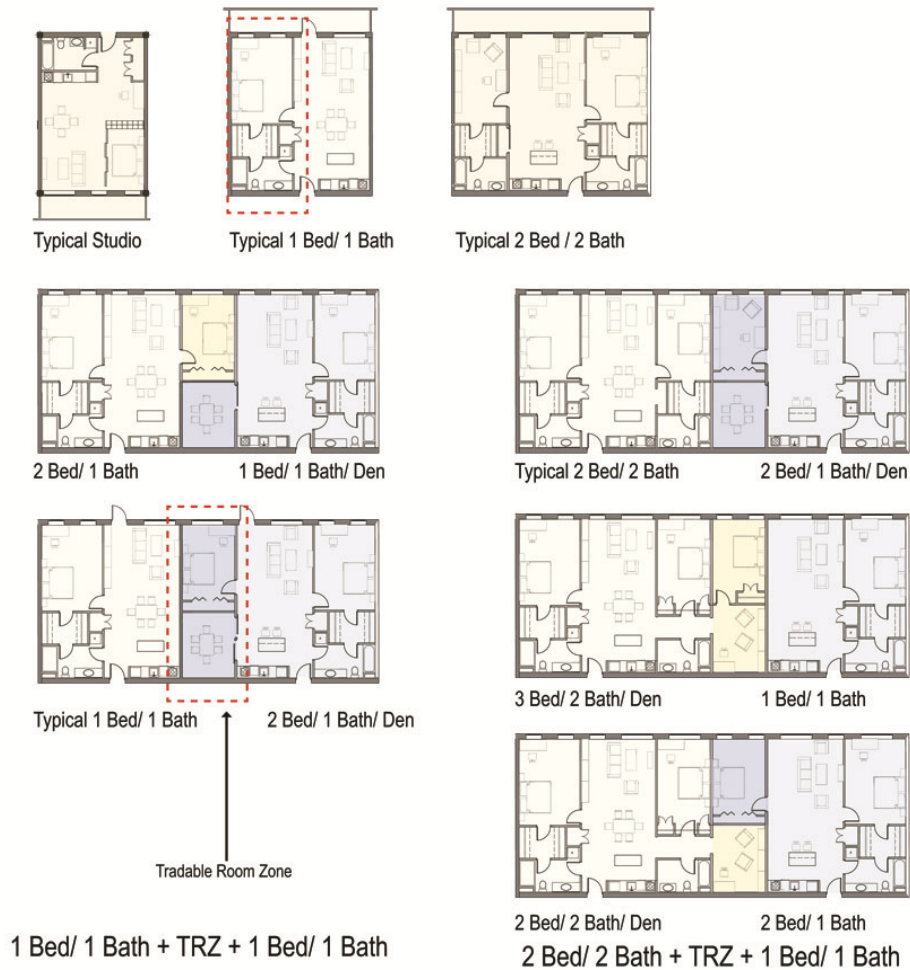 Typical Studio
Typical 1 Bed/ 1 Bath
Typical 2 Bed / 2 Bath
2 Bed/ 1 Bath
1 Bed/ 1 Bath/ Den
Typical 2 Bed/ 2 Bath
2 Bed/ 1 Bath/ Den
Typical 1 Bed/ 1 Bath
2 Bed/ 1 Bath/ Den
3 Bed/ 2 Bath/ Den
1 Bed/ 1 Bath
Tradable Room Zone
2 Bed/ 2 Bath/ Den
2 Bed/ 1 Bath
1 Bed/ 1 Bath + TRZ + 1 Bed/ 1 Bath
2 Bed/ 2 Bath + TRZ + 1 Bed/ 1 Bath